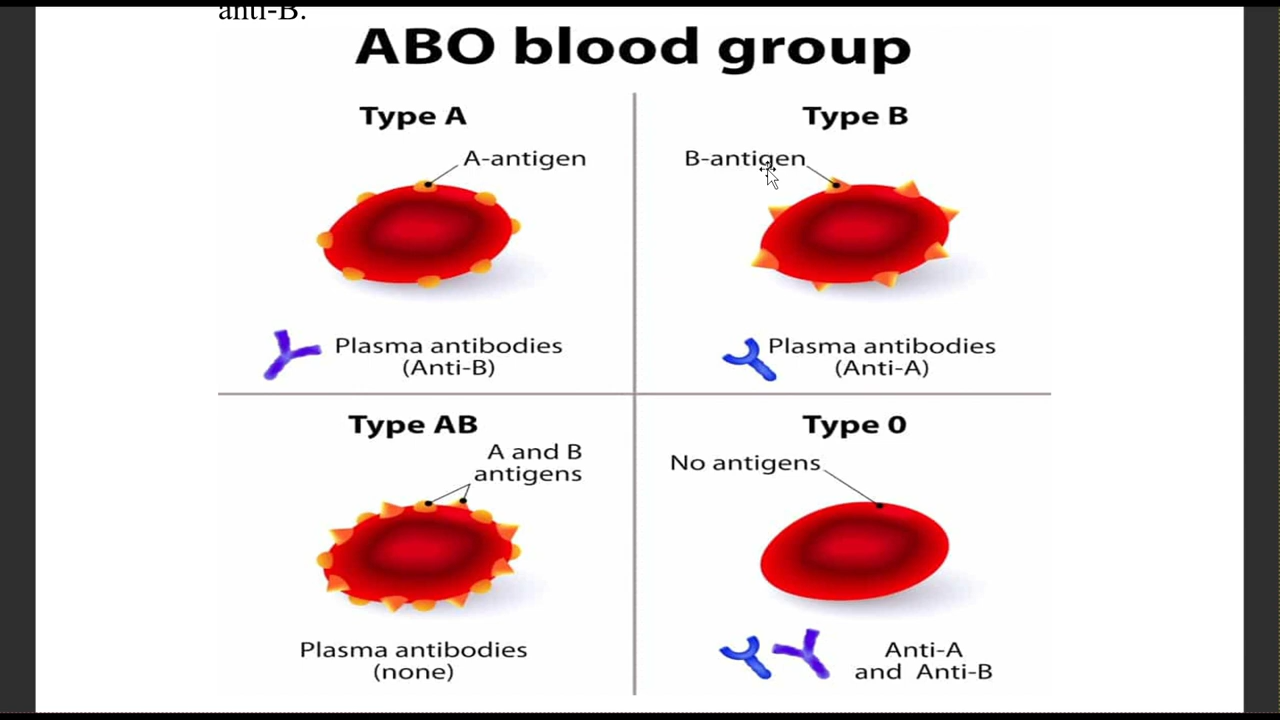 anti-B.
ABO blood group
Type A
A-antigen
Plasma antibodies
(Anti-B)
Type B
B-antigen
Plasma antibodies
(Anti-A)
Type AB
A and B
antigens
Plasma antibodies
(none)
Type 0
No antigens
Anti-A
and Anti-B